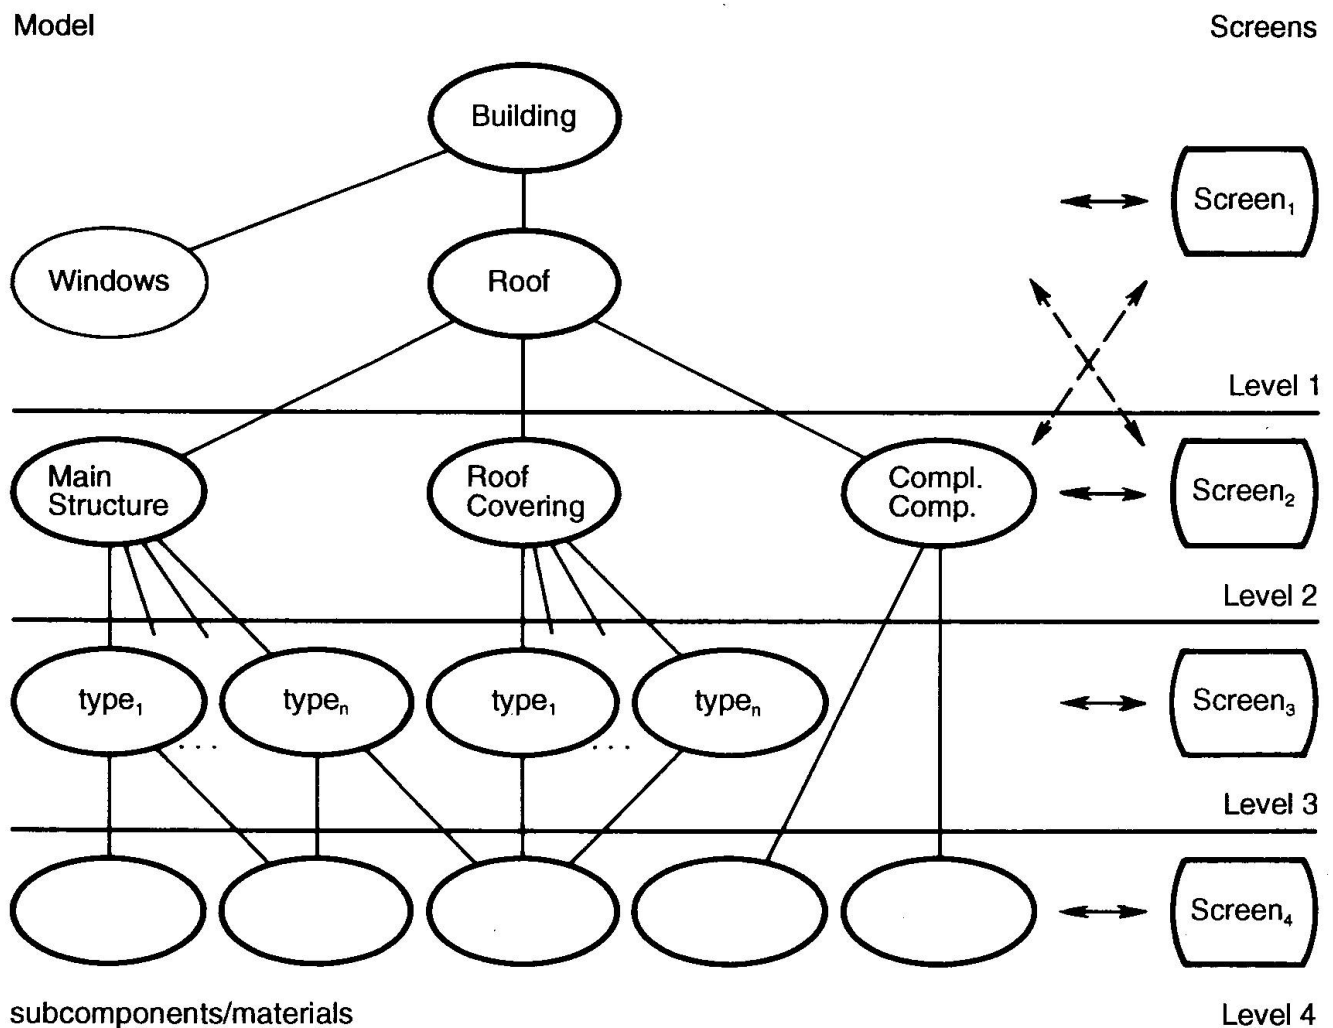 Model
Screens
Building
Screen₁
Windows
Roof
Level 1
Main
Structure
Roof
Covering
Compl.
Comp.
Screen₂
Level 2
type₁
...
typeₙ
type₁
...
typeₙ
Screen₃
Level 3
Screen₄
subcomponents/materials
Level 4